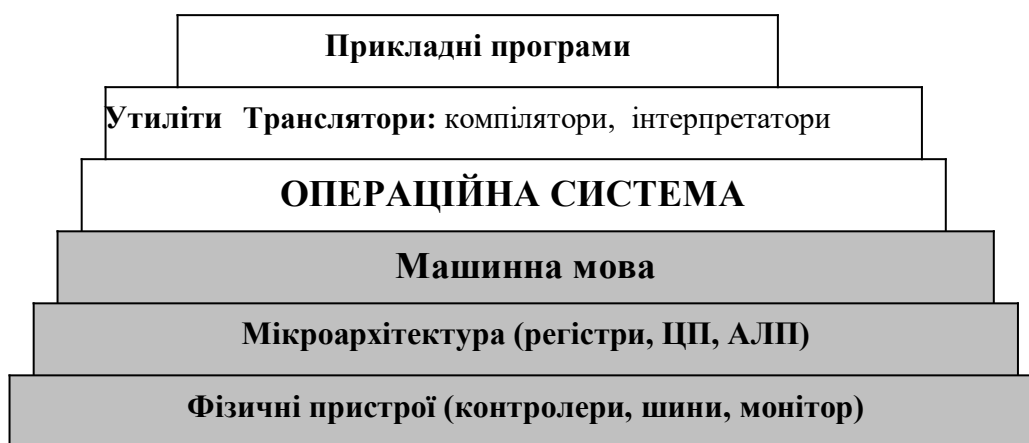 Прикладні програми
Утиліти Транслятори: компілятори, інтерпретатори
ОПЕРАЦІЙНА СИСТЕМА
Машинна мова
Мікроархітектура (регістри, ЦП, АЛП)
Фізичні пристрої (контролери, шини, монітор)